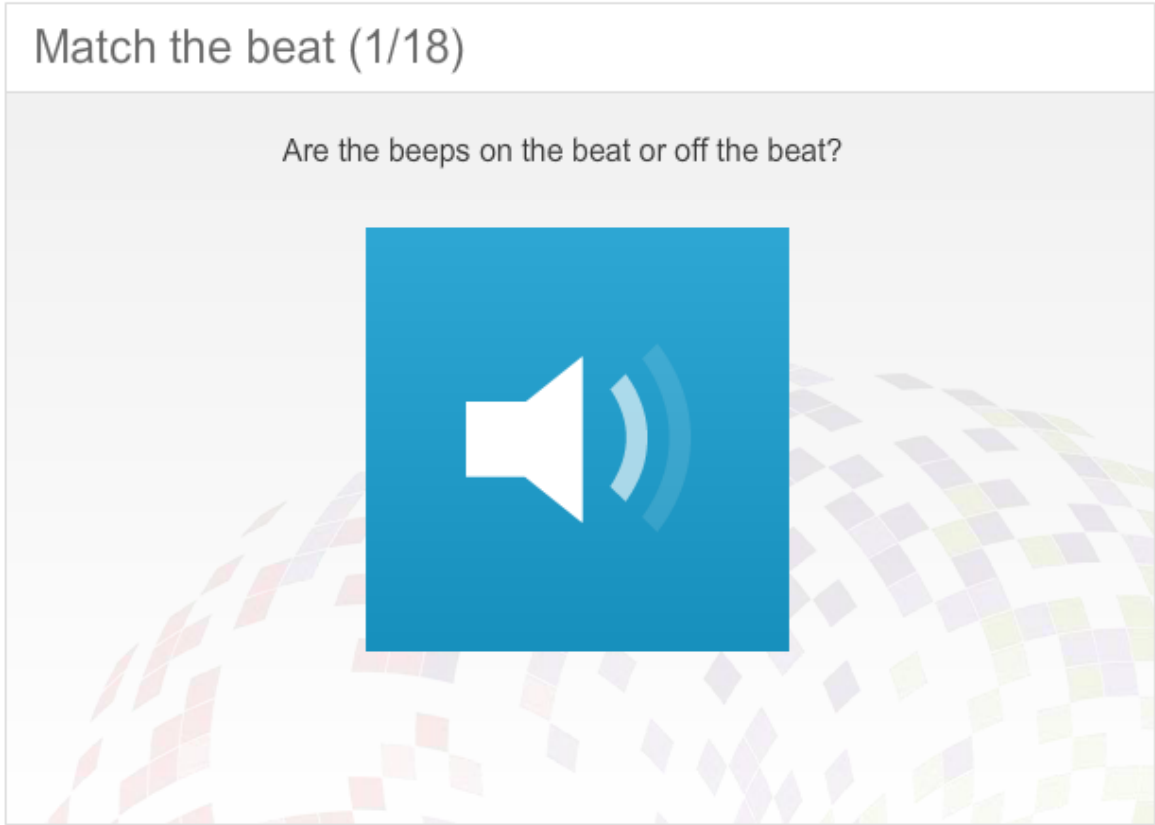 Match the beat (1/18)
Are the beeps on the beat or off the beat?